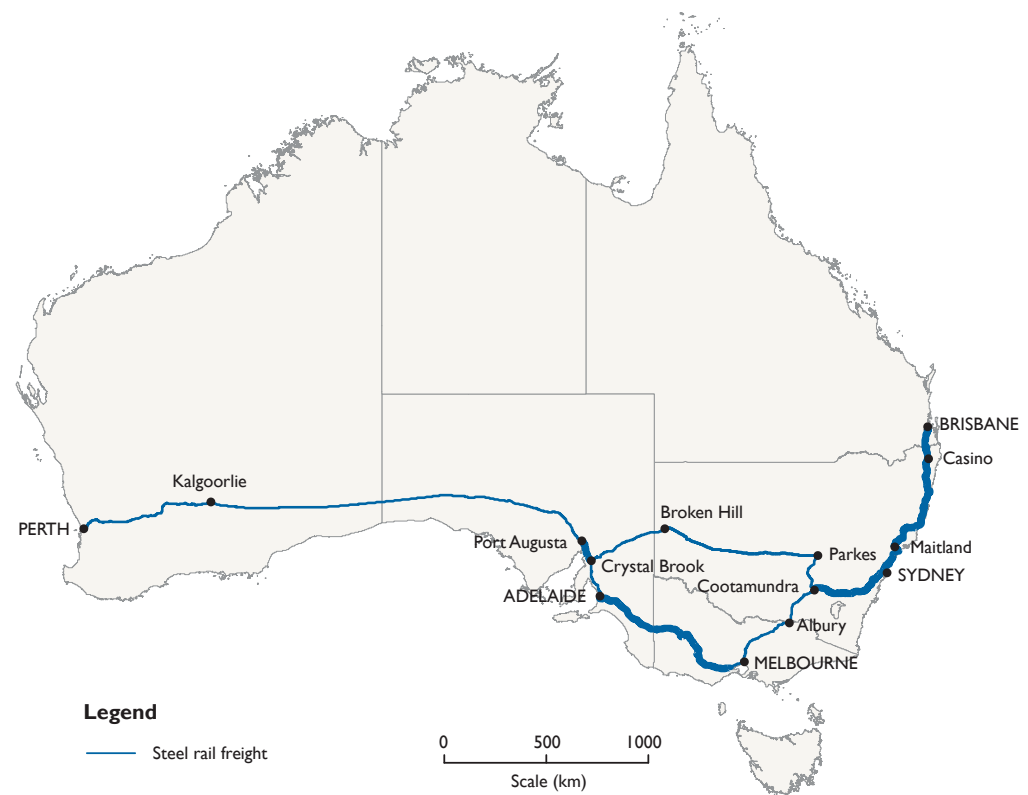 BRISBANE
Casino
Kalgoorlie
Broken Hill
PERTH
Port Augusta
Maitland
Parkes
Crystal Brook
SYDNEY
Cootamundra
ADELAIDE
Albury
MELBOURNE
Legend
Steel rail freight
0 500 1000
Scale (km)